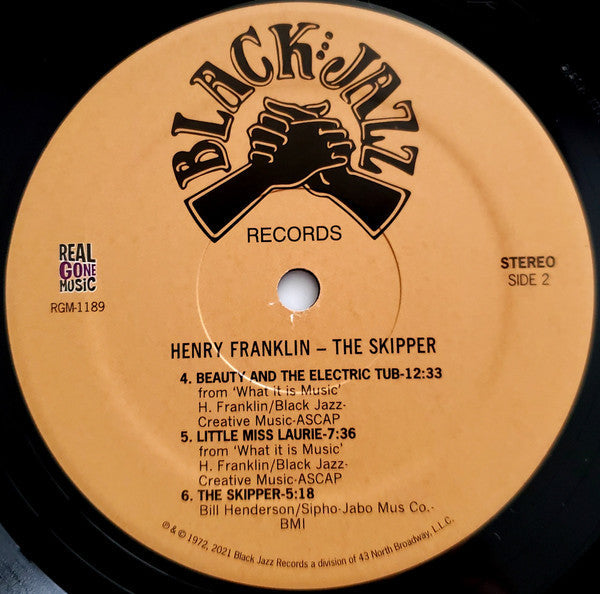 BLACK JAZZ
RECORDS
REAL
GONE
MUSIC
RGM-1189
STEREO
SIDE 2
HENRY FRANKLIN – THE SKIPPER
4. BEAUTY AND THE ELECTRIC TUB-12:33
from 'What it is Music'
H. Franklin/Black Jazz-
Creative Music-ASCAP
5. LITTLE MISS LAURIE-7:36
from 'What it is Music'
H. Franklin/Black Jazz-
Creative Music-ASCAP
6. THE SKIPPER-5:18
Bill Henderson/Sipho-Jabo Mus Co.-
BMI
℗ & © 1972, 2021 Black Jazz Records a division of 43 North Broadway, L.L.C.